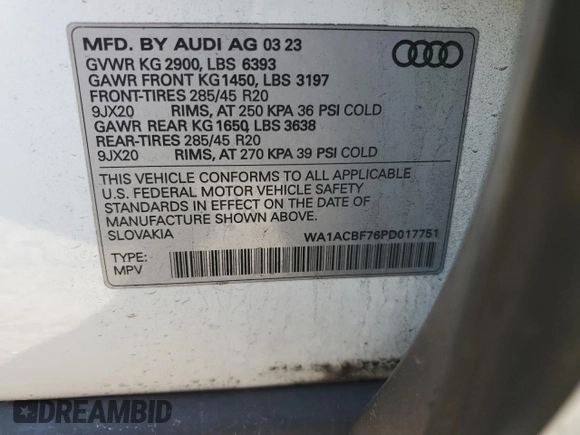 MFD. BY AUDI AG 03 23
GVWR KG 2900, LBS 6393
GAWR FRONT KG1450, LBS 3197
FRONT-TIRES 285/45 R20
9JX20 RIMS, AT 250 KPA 36 PSI COLD
GAWR REAR KG 1650, LBS 3638
REAR-TIRES 285/45 R20
9JX20 RIMS, AT 270 KPA 39 PSI COLD
THIS VEHICLE CONFORMS TO ALL APPLICABLE
U.S. FEDERAL MOTOR VEHICLE SAFETY
STANDARDS IN EFFECT ON THE DATE OF
MANUFACTURE SHOWN ABOVE.
SLOVAKIA WA1ACBF76PD017751
TYPE:
MPV
DREAMBID